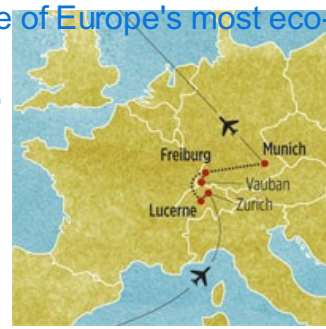 e of Europe's most eco-
Freiburg
Munich
Vauban
Lucerne
Zurich